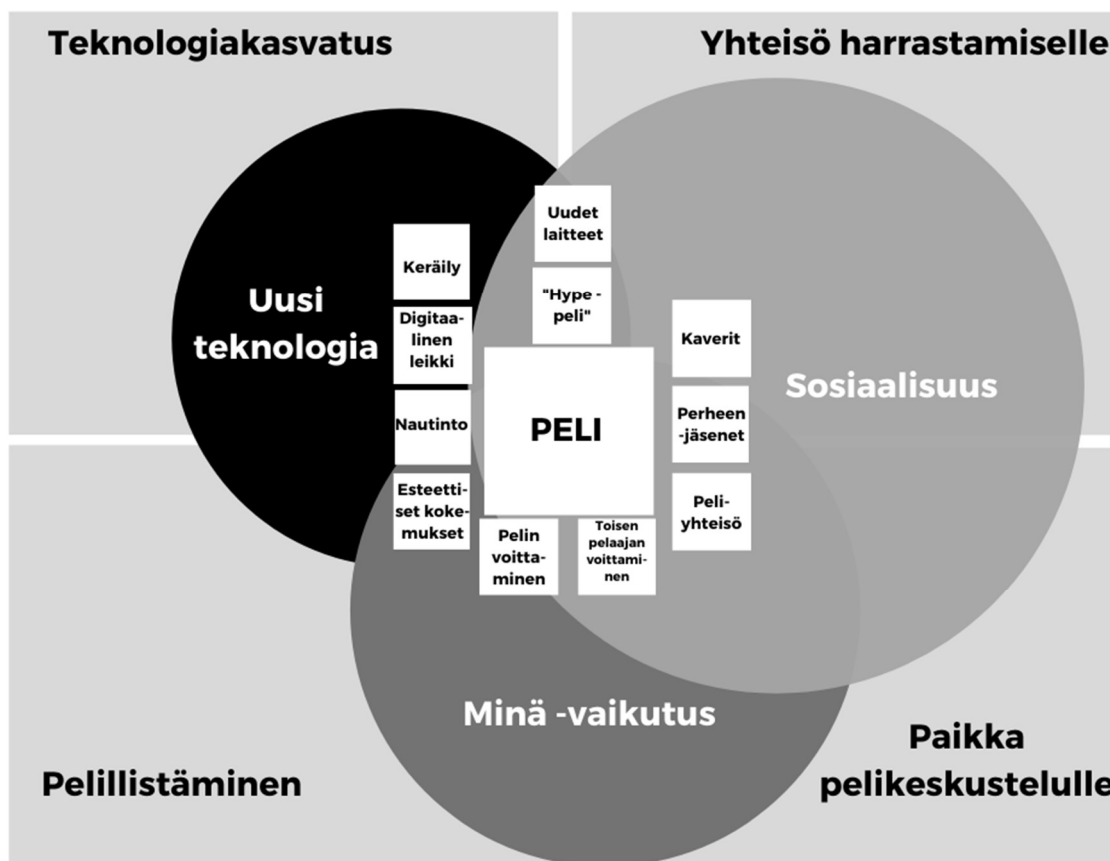 Teknologiakasvatus
Yhteisö harrastamiselle
Uusi
teknologia
Keräily
Digitaa-
linen
leikki
Nautinto
Esteetti-
set koke-
mukset
Uudet
laitteet
"Hype -
peli"
PELI
Pelin
voitta-
minen
Toisen
pelaajan
voittami-
nen
Kaverit
Perheen
-jäsenet
Peli-
yhteisö
Sosiaalisuus
Minä -vaikutus
Pelillistäminen
Paikka
pelikeskustelulle